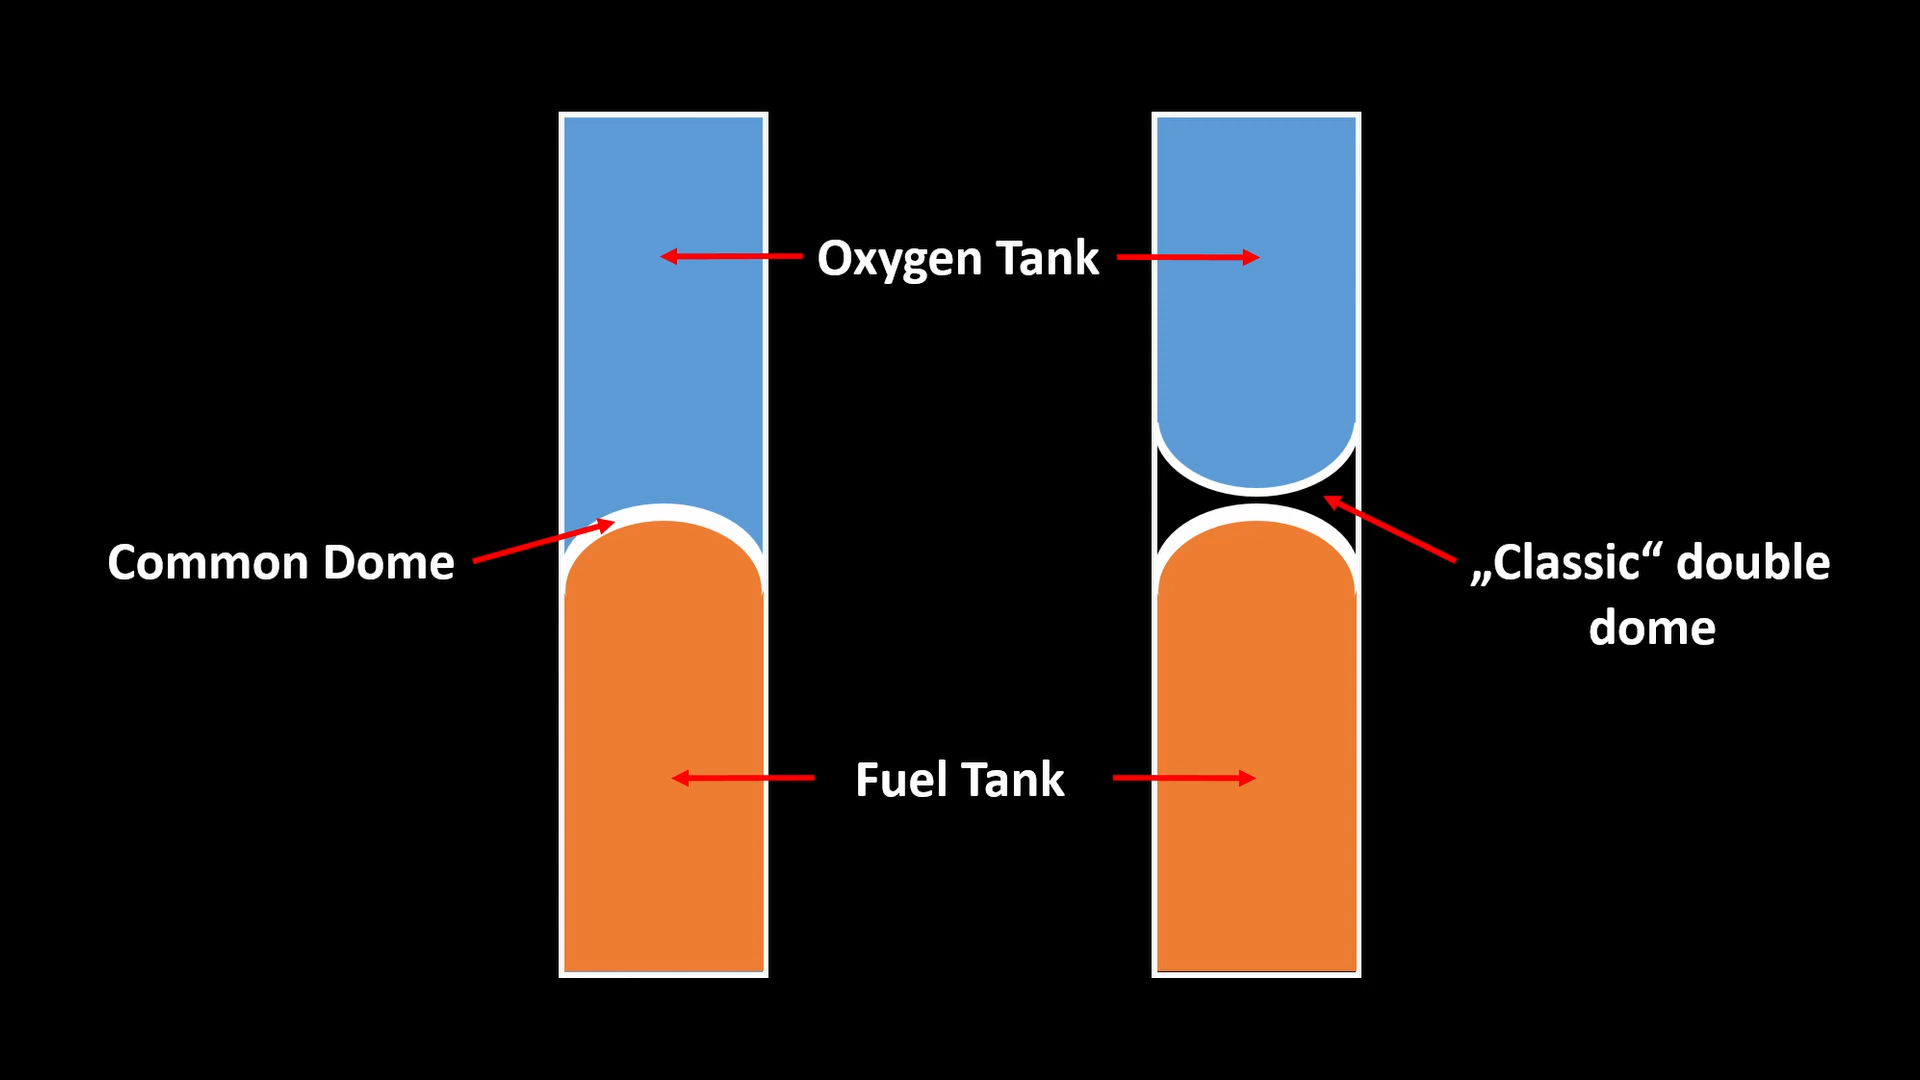 Oxygen Tank
Common Dome
„Classic“ double
dome
Fuel Tank